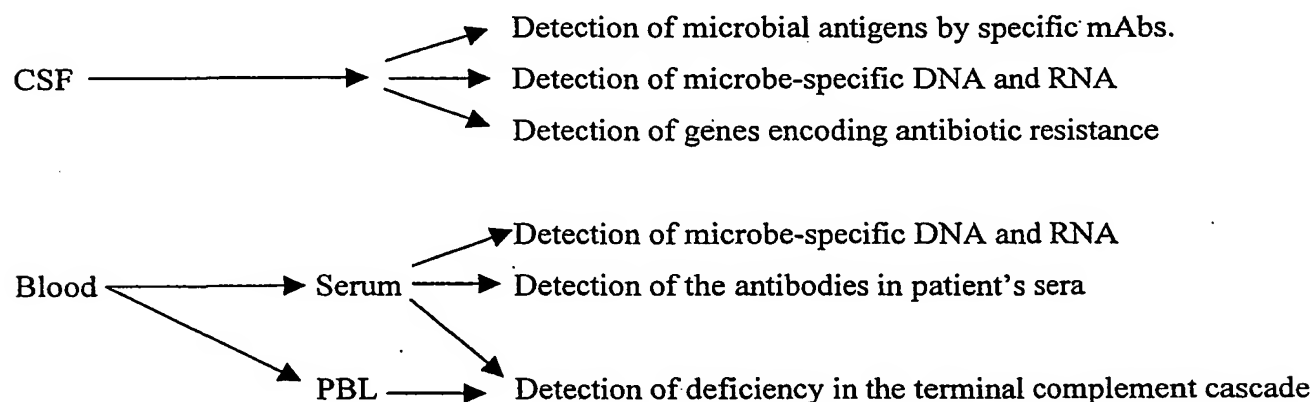 Detection of microbial antigens by specific mAbs.
CSF
Detection of microbe-specific DNA and RNA
Detection of genes encoding antibiotic resistance
Detection of microbe-specific DNA and RNA
Blood
Serum
Detection of the antibodies in patient's sera
PBL
Detection of deficiency in the terminal complement cascade